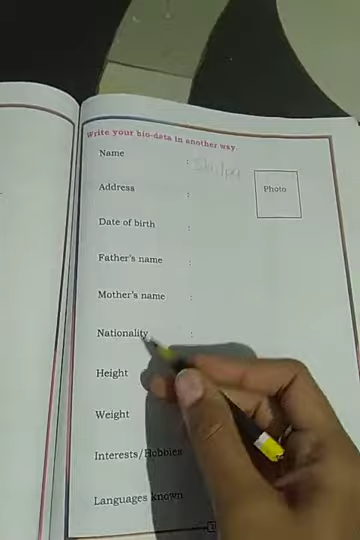 Write your bio-data in another way.
Name : Shilpa
Photo
Address :
Date of birth :
Father's name :
Mother's name :
Nationality :
Height
Weight
Interests/Hobbies
Languages known